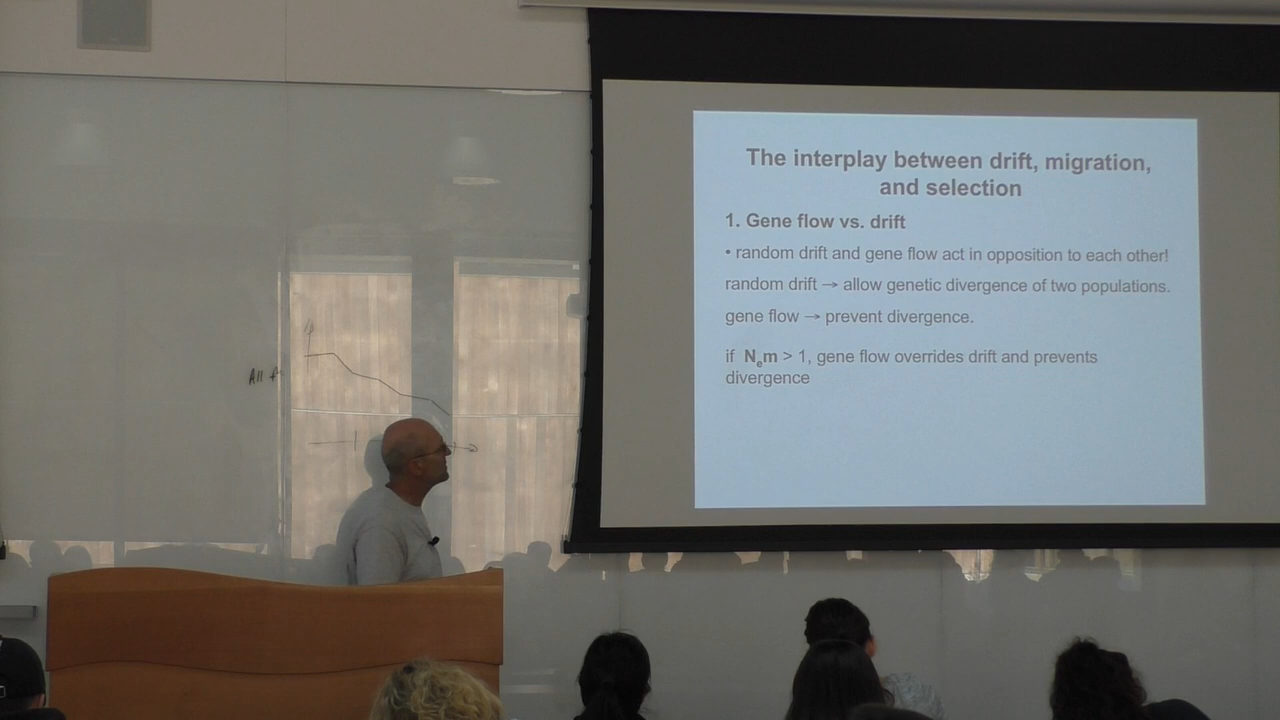 The interplay between drift, migration,
and selection
1. Gene flow vs. drift
• random drift and gene flow act in opposition to each other!
random drift → allow genetic divergence of two populations.
gene flow → prevent divergence.
if Nₑm > 1, gene flow overrides drift and prevents
divergence
All